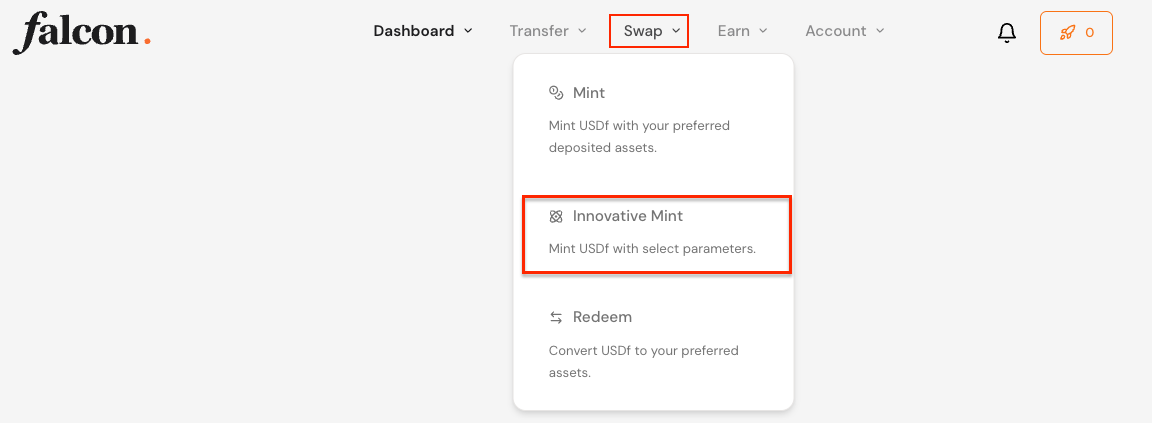 falcon.
Dashboard Transfer Swap Earn Account 0
Mint
Mint USDf with your preferred
deposited assets.
Innovative Mint
Mint USDf with select parameters.
Redeem
Convert USDf to your preferred
assets.